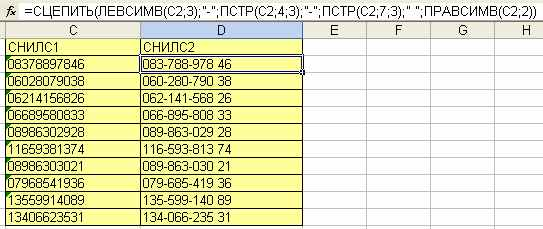 fx =СЦЕПИТЬ(ЛЕВСИМВ(C2;3);"-";ПСТР(C2;4;3);"-";ПСТР(C2;7;3);" ";ПРАВСИМВ(C2;2))
C D E F G H
СНИЛС1 СНИЛС2
08378897846 083-788-978 46
06028079038 060-280-790 38
06214156826 062-141-568 26
06689580833 066-895-808 33
08986302928 089-863-029 28
11659381374 116-593-813 74
08986303021 089-863-030 21
07968541936 079-685-419 36
13559914089 135-599-140 89
13406623531 134-066-235 31